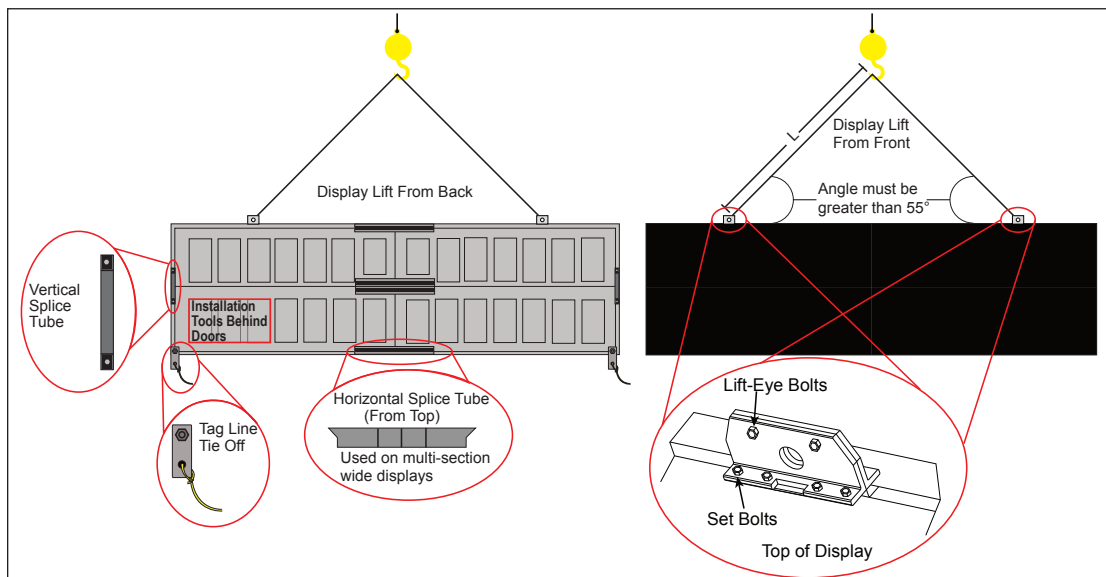 Display Lift From Back
Vertical
Splice
Tube
Installation
Tools Behind
Doors
Tag Line
Tie Off
Horizontal Splice Tube
(From Top)
Used on multi-section
wide displays
L
Display Lift
From Front
Angle must be
greater than 55°
Lift-Eye Bolts
Set Bolts
Top of Display